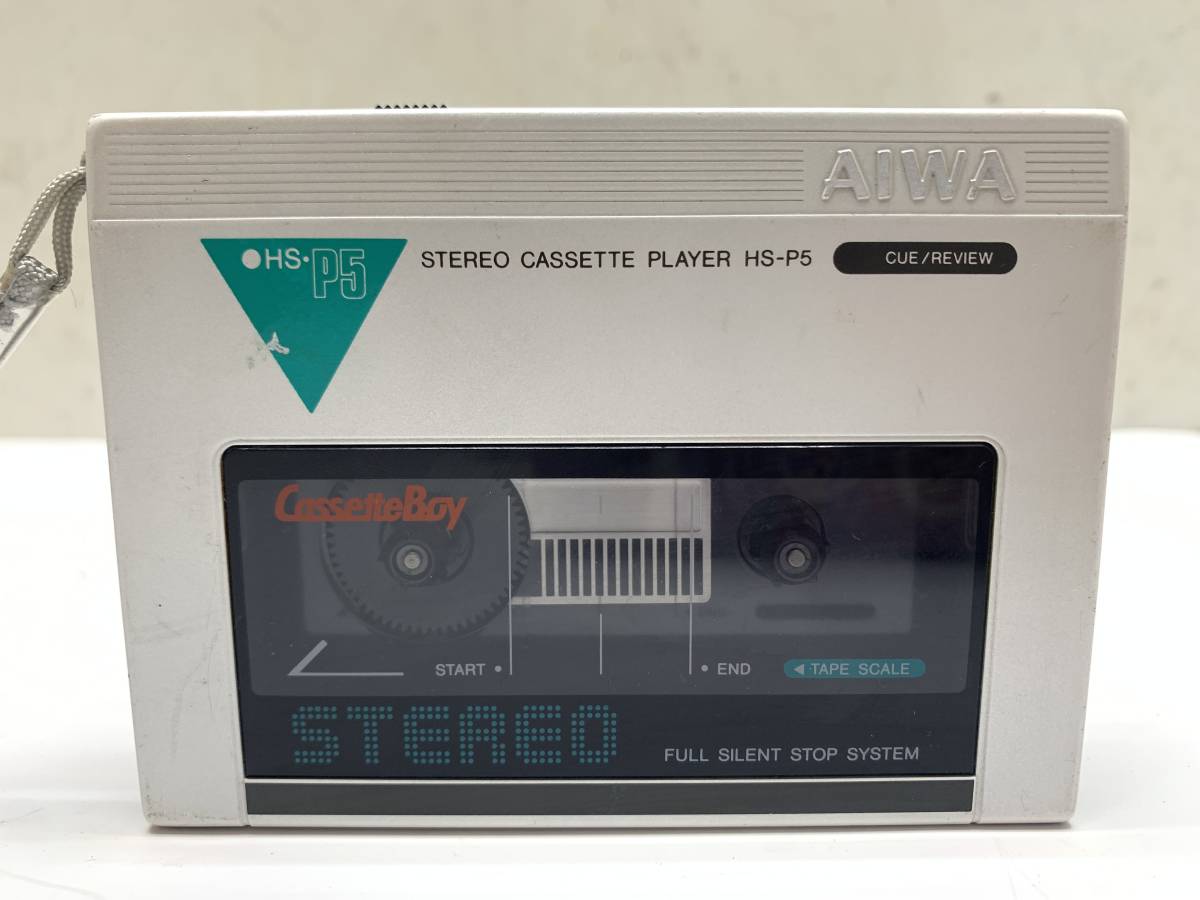 AIWA
HS·P5
STEREO CASSETTE PLAYER HS-P5
CUE/REVIEW
CassetteBoy
START • • END
TAPE SCALE
STEREO
FULL SILENT STOP SYSTEM